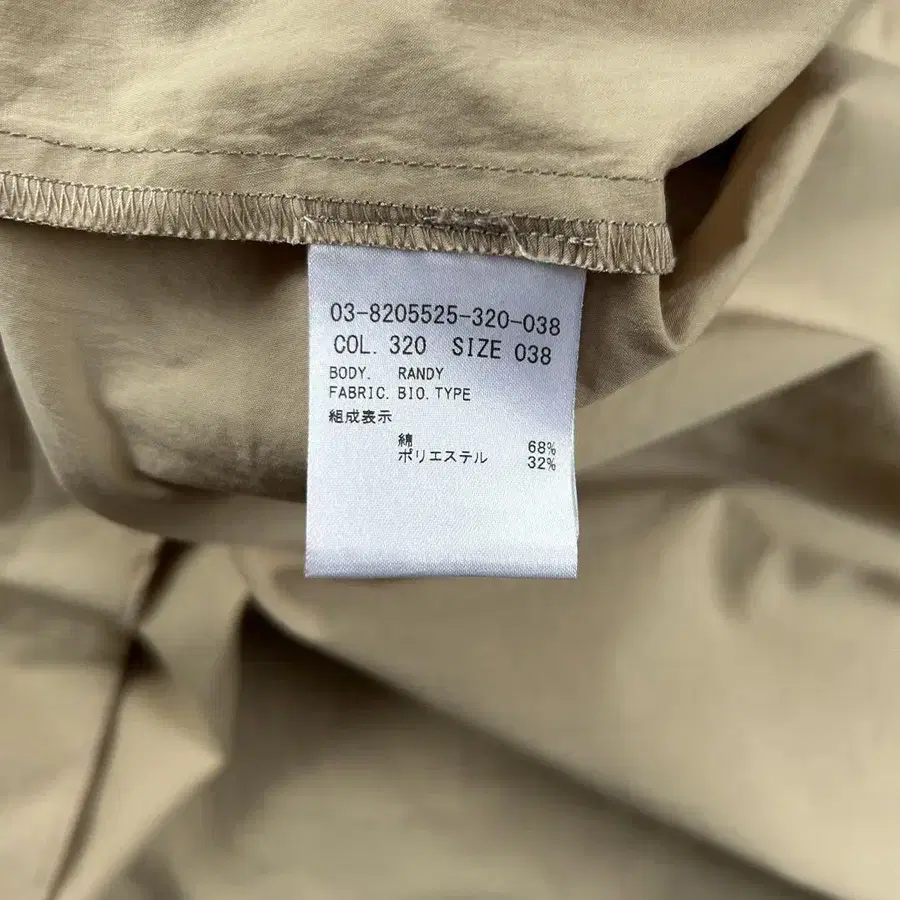 03-8205525-320-038
COL. 320 SIZE 038
BODY. RANDY
FABRIC. BIO. TYPE
組成表示
綿 68%
ポリエステル 32%